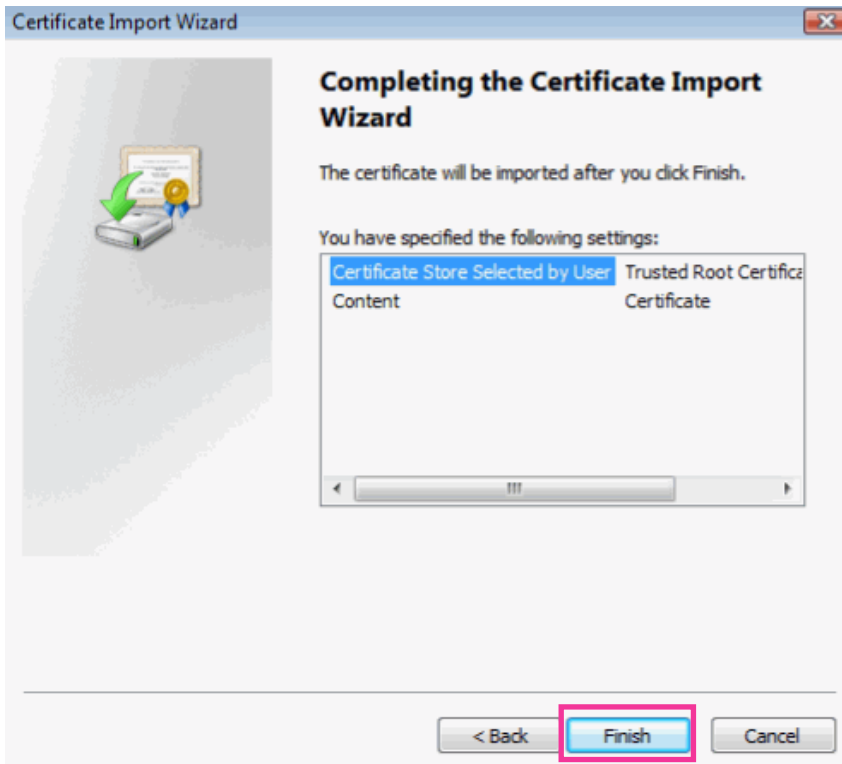 Certificate Import Wizard
Completing the Certificate Import
Wizard
The certificate will be imported after you click Finish.
You have specified the following settings:
Certificate Store Selected by User Trusted Root Certifica
Content Certificate
< Back Finish Cancel